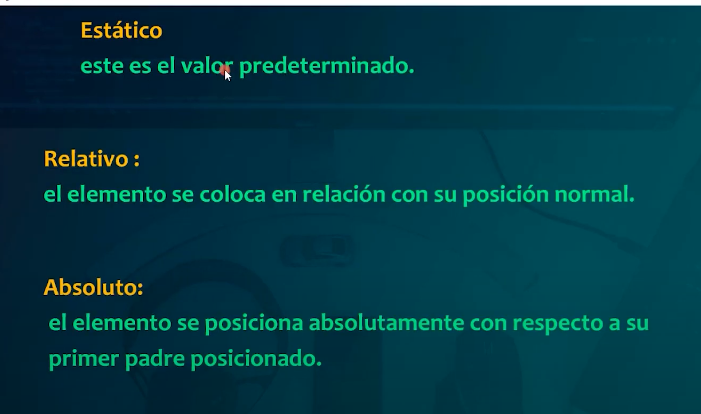 Estático
este es el valor predeterminado.
Relativo :
el elemento se coloca en relación con su posición normal.
Absoluto:
el elemento se posiciona absolutamente con respecto a su
primer padre posicionado.